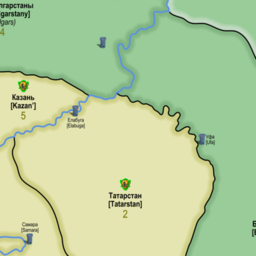 лгарстаны
lgarstany]
lgars)
4
Казань
[Kazan']
5
Елабуга
[Elabuga]
Уфа
[Ufa]
Татарстан
[Tatarstan]
2
Самара
[Samara]
Б
[B